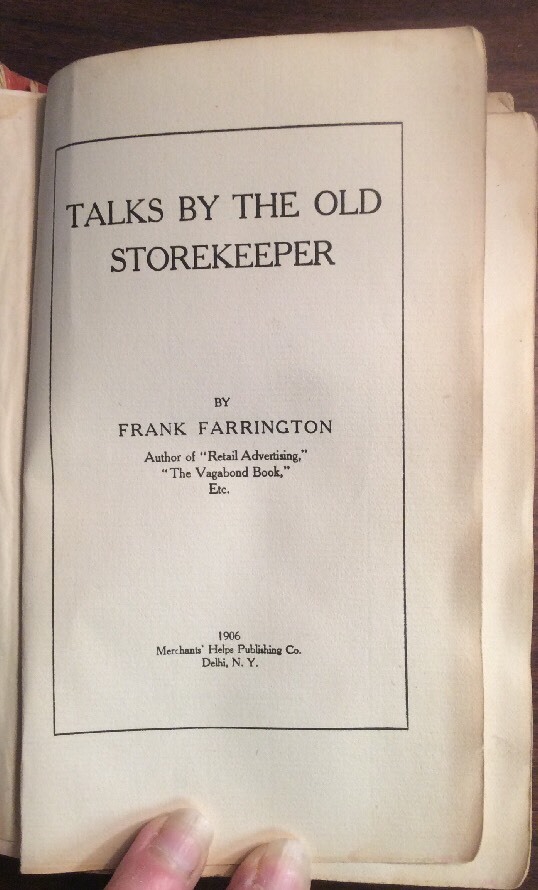 TALKS BY THE OLD
STOREKEEPER
BY
FRANK FARRINGTON
Author of "Retail Advertising,"
"The Vagabond Book,"
Etc.
1906
Merchants' Helps Publishing Co.
Delhi, N. Y.